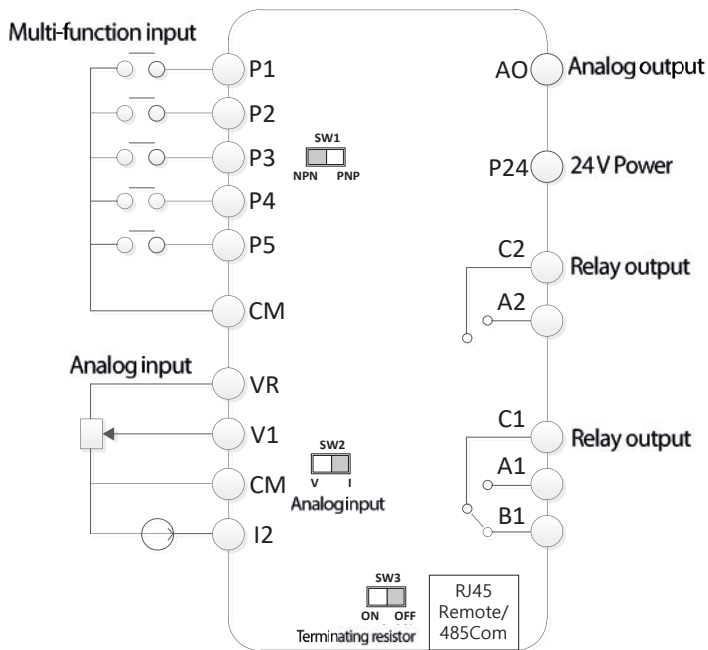 Multi-function input
P1
P2
P3
P4
P5
CM
SW1
NPN PNP
Analog input
VR
V1
CM
I2
SW2
V I
Analog input
SW3
ON OFF
Terminating resistor
RJ45
Remote/
485Com
AO Analog output
P24 24 V Power
C2 Relay output
A2
C1 Relay output
A1
B1